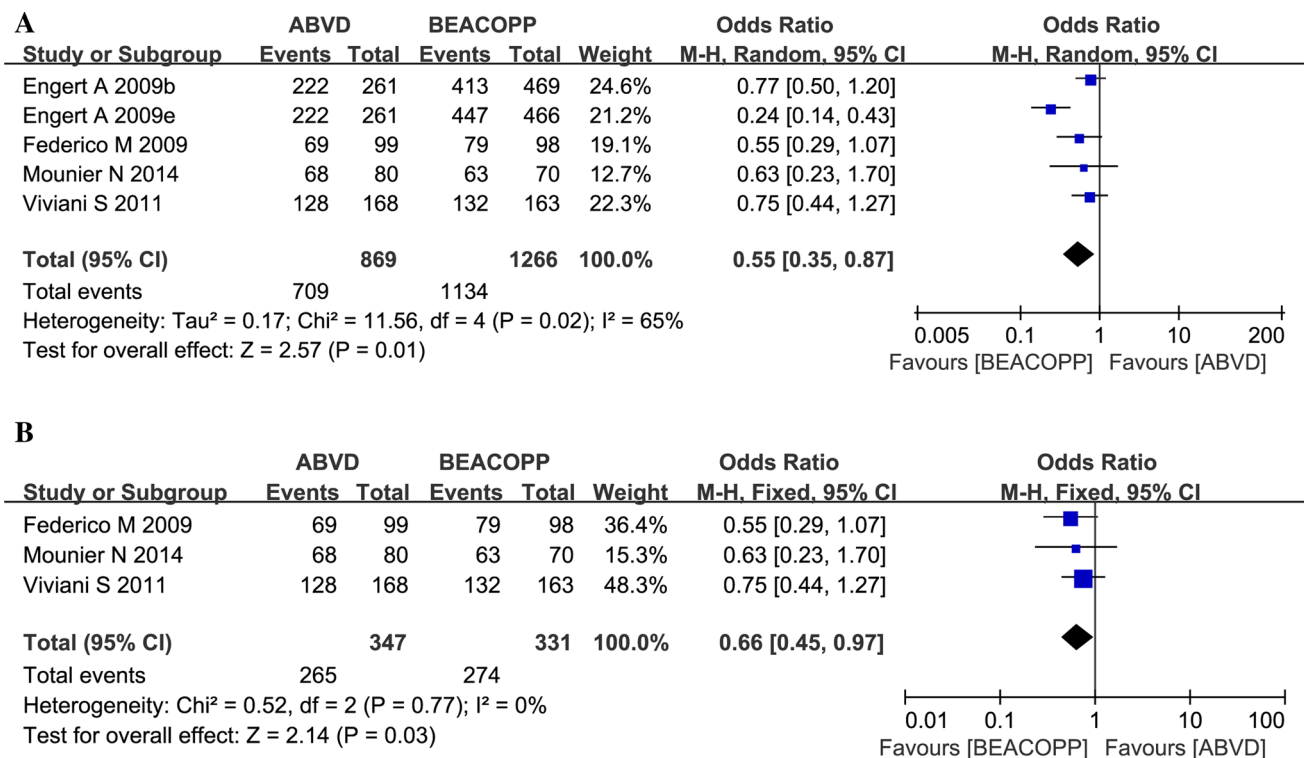 A
ABVD BEACOPP Odds Ratio Odds Ratio
Study or Subgroup Events Total Events Total Weight M-H, Random, 95% CI M-H, Random, 95% CI
Engert A 2009b 222 261 413 469 24.6% 0.77 [0.50, 1.20]
Engert A 2009e 222 261 447 466 21.2% 0.24 [0.14, 0.43]
Federico M 2009 69 99 79 98 19.1% 0.55 [0.29, 1.07]
Mounier N 2014 68 80 63 70 12.7% 0.63 [0.23, 1.70]
Viviani S 2011 128 168 132 163 22.3% 0.75 [0.44, 1.27]
Total (95% CI) 869 1266 100.0% 0.55 [0.35, 0.87]
Total events 709 1134
Heterogeneity: Tau² = 0.17; Chi² = 11.56, df = 4 (P = 0.02); I² = 65%
Test for overall effect: Z = 2.57 (P = 0.01)
0.005 0.1 1 10 200
Favours [BEACOPP] Favours [ABVD]
B
ABVD BEACOPP Odds Ratio Odds Ratio
Study or Subgroup Events Total Events Total Weight M-H, Fixed, 95% CI M-H, Fixed, 95% CI
Federico M 2009 69 99 79 98 36.4% 0.55 [0.29, 1.07]
Mounier N 2014 68 80 63 70 15.3% 0.63 [0.23, 1.70]
Viviani S 2011 128 168 132 163 48.3% 0.75 [0.44, 1.27]
Total (95% CI) 347 331 100.0% 0.66 [0.45, 0.97]
Total events 265 274
Heterogeneity: Chi² = 0.52, df = 2 (P = 0.77); I² = 0%
Test for overall effect: Z = 2.14 (P = 0.03)
0.01 0.1 1 10 100
Favours [BEACOPP] Favours [ABVD]